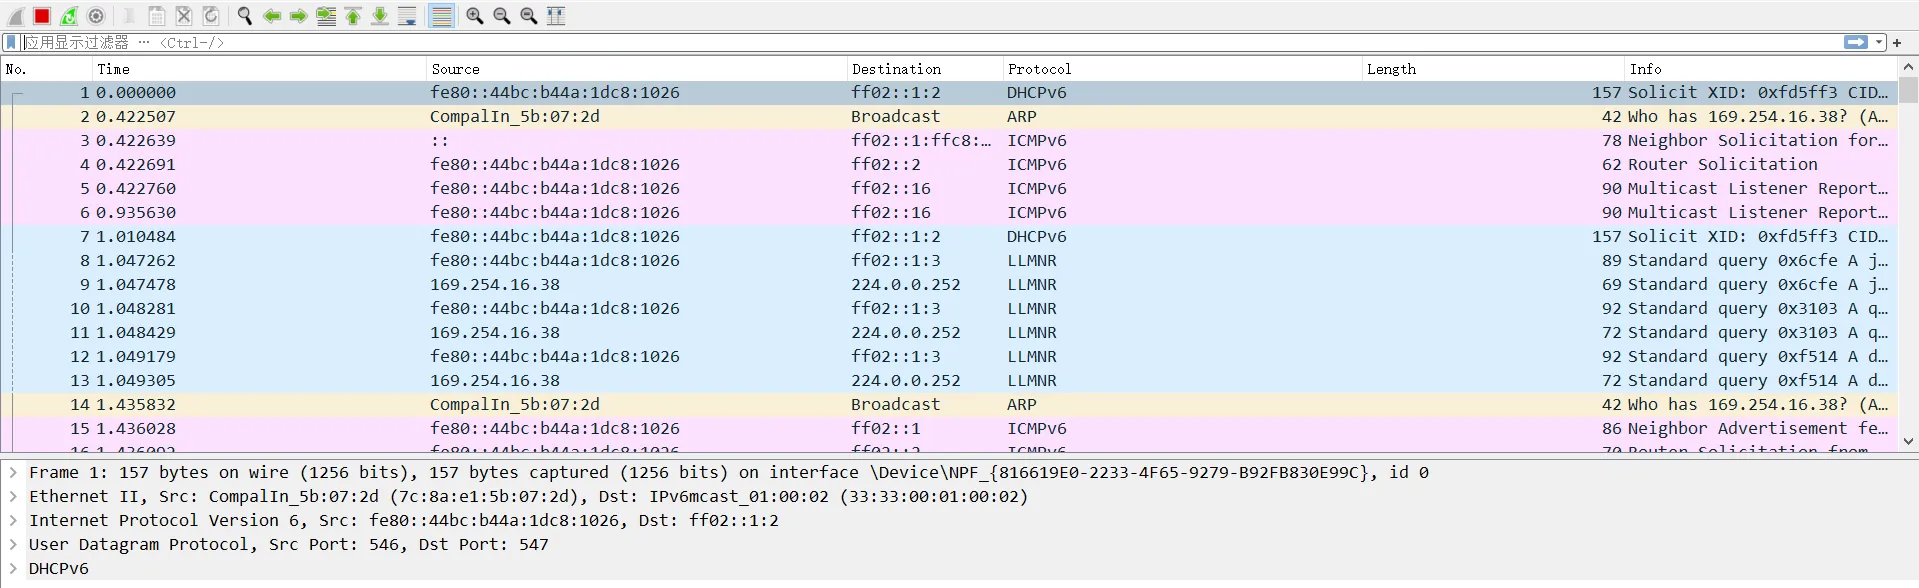 应用显示过滤器 … <Ctrl-/>
No. Time Source Destination Protocol Length Info
1 0.000000 fe80::44bc:b44a:1dc8:1026 ff02::1:2 DHCPv6 157 Solicit XID: 0xfd5ff3 CID…
2 0.422507 CompalIn_5b:07:2d Broadcast ARP 42 Who has 169.254.16.38? (A…
3 0.422639 :: ff02::1:ffc8:… ICMPv6 78 Neighbor Solicitation for…
4 0.422691 fe80::44bc:b44a:1dc8:1026 ff02::2 ICMPv6 62 Router Solicitation
5 0.422760 fe80::44bc:b44a:1dc8:1026 ff02::16 ICMPv6 90 Multicast Listener Report…
6 0.935630 fe80::44bc:b44a:1dc8:1026 ff02::16 ICMPv6 90 Multicast Listener Report…
7 1.010484 fe80::44bc:b44a:1dc8:1026 ff02::1:2 DHCPv6 157 Solicit XID: 0xfd5ff3 CID…
8 1.047262 fe80::44bc:b44a:1dc8:1026 ff02::1:3 LLMNR 89 Standard query 0x6cfe A j…
9 1.047478 169.254.16.38 224.0.0.252 LLMNR 69 Standard query 0x6cfe A j…
10 1.048281 fe80::44bc:b44a:1dc8:1026 ff02::1:3 LLMNR 92 Standard query 0x3103 A q…
11 1.048429 169.254.16.38 224.0.0.252 LLMNR 72 Standard query 0x3103 A q…
12 1.049179 fe80::44bc:b44a:1dc8:1026 ff02::1:3 LLMNR 92 Standard query 0xf514 A d…
13 1.049305 169.254.16.38 224.0.0.252 LLMNR 72 Standard query 0xf514 A d…
14 1.435832 CompalIn_5b:07:2d Broadcast ARP 42 Who has 169.254.16.38? (A…
15 1.436028 fe80::44bc:b44a:1dc8:1026 ff02::1 ICMPv6 86 Neighbor Advertisement fe…
Frame 1: 157 bytes on wire (1256 bits), 157 bytes captured (1256 bits) on interface \Device\NPF_{816619E0-2233-4F65-9279-B92FB830E99C}, id 0
Ethernet II, Src: CompalIn_5b:07:2d (7c:8a:e1:5b:07:2d), Dst: IPv6mcast_01:00:02 (33:33:00:01:00:02)
Internet Protocol Version 6, Src: fe80::44bc:b44a:1dc8:1026, Dst: ff02::1:2
User Datagram Protocol, Src Port: 546, Dst Port: 547
DHCPv6